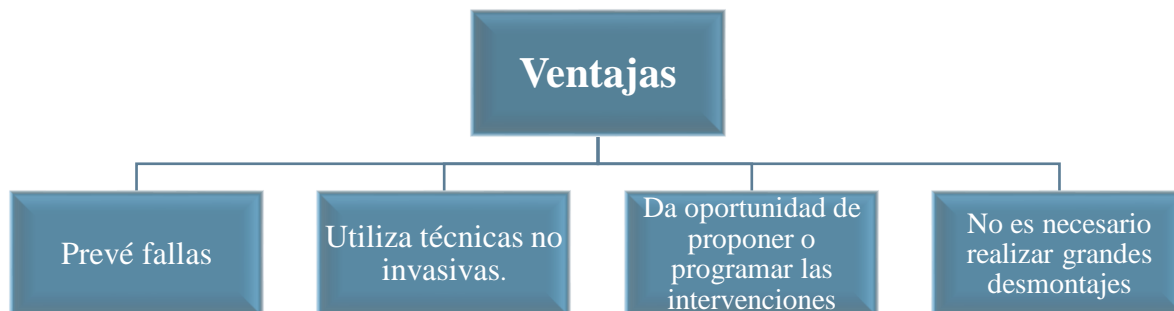 Ventajas
Prevé fallas
Utiliza técnicas no
invasivas.
Da oportunidad de
proponer o
programar las
intervenciones
No es necesario
realizar grandes
desmontajes